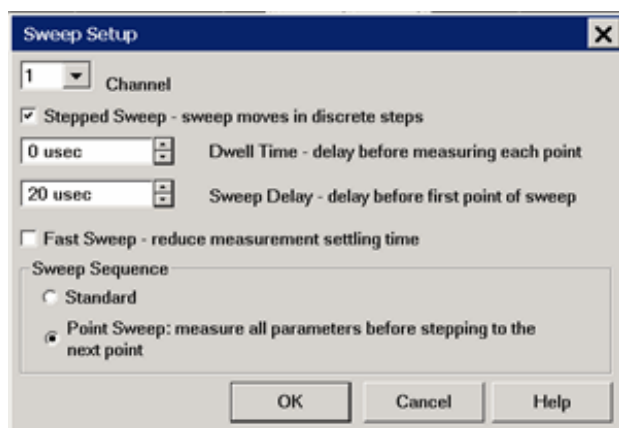 Sweep Setup
1 Channel
Stepped Sweep - sweep moves in discrete steps
0 usec Dwell Time - delay before measuring each point
20 usec Sweep Delay - delay before first point of sweep
Fast Sweep - reduce measurement settling time
Sweep Sequence
Standard
Point Sweep: measure all parameters before stepping to the
next point
OK Cancel Help